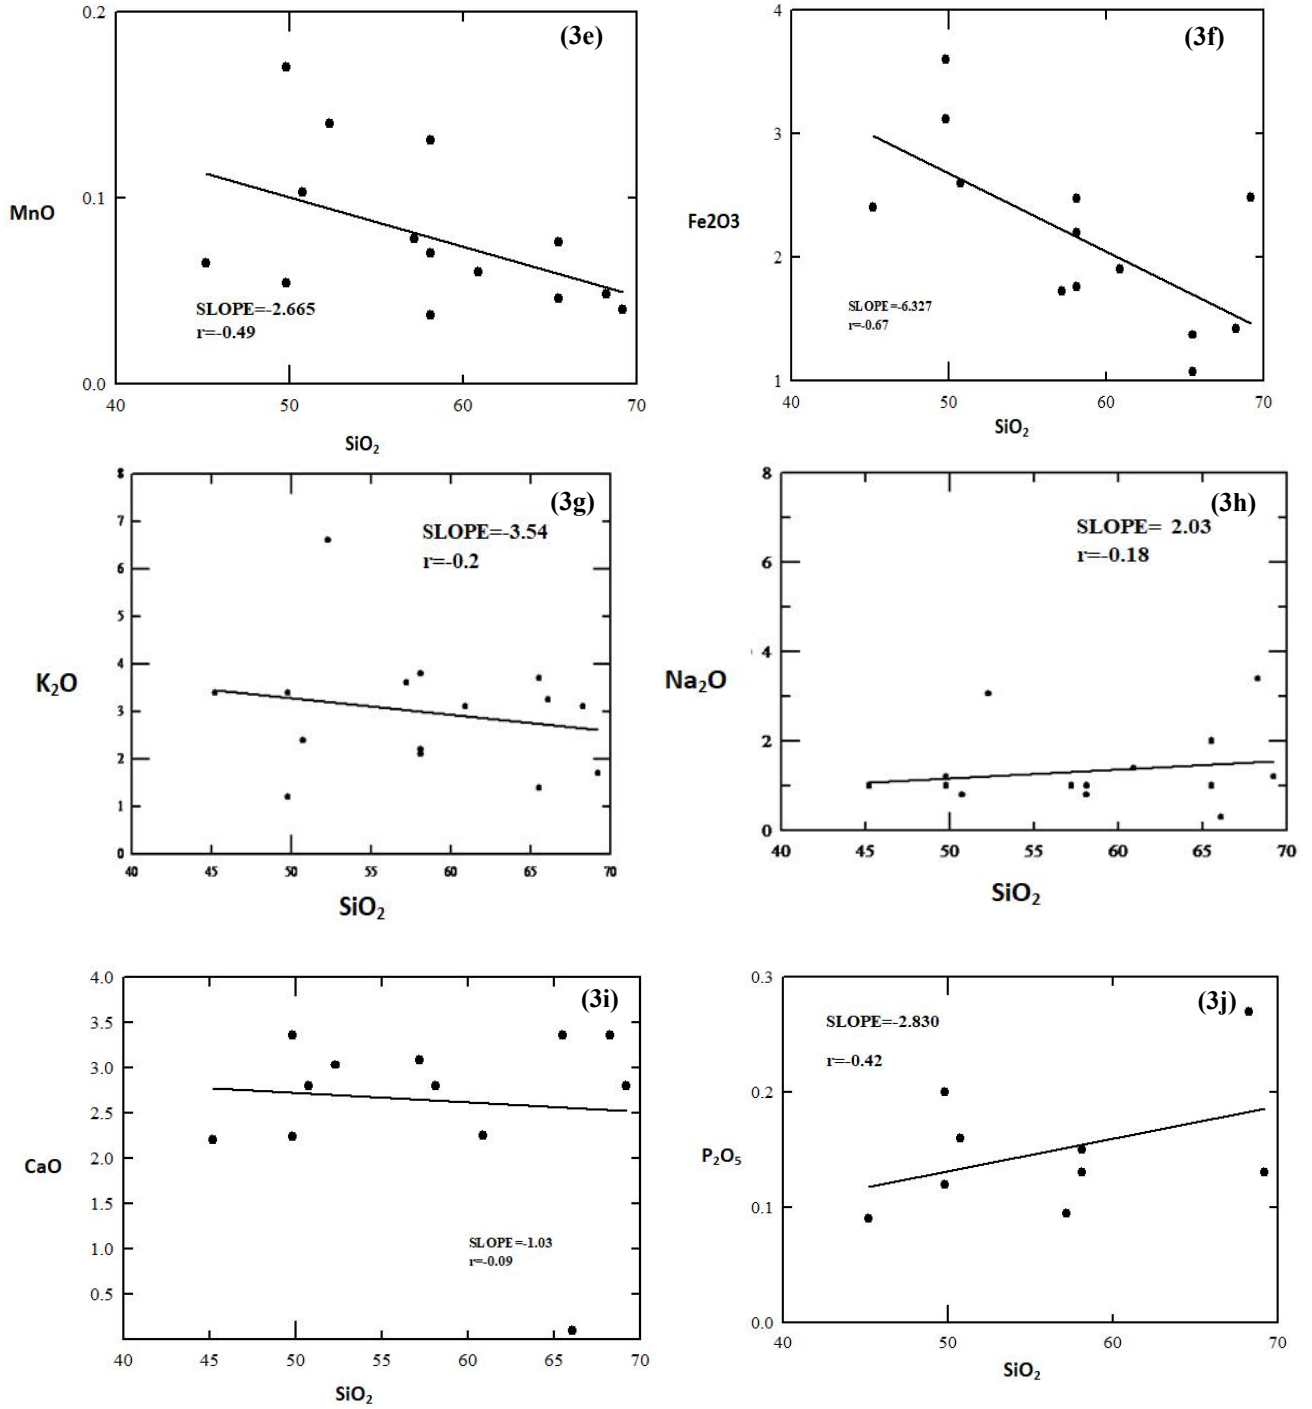 (3e)
0.2
0.1
0.0
MnO
SLOPE=-2.665
r=-0.49
40 50 60 70
SiO₂
(3f)
4
3
2
1
Fe2O3
SLOPE=-6.327
r=-0.67
40 50 60 70
SiO₂
(3g)
8
7
6
5
4
3
2
1
0
K₂O
SLOPE=-3.54
r=-0.2
40 45 50 55 60 65 70
SiO₂
(3h)
8
6
4
2
0
Na₂O
SLOPE= 2.03
r=-0.18
40 45 50 55 60 65 70
SiO₂
(3i)
4.0
3.5
3.0
2.5
2.0
1.5
1.0
0.5
CaO
SLOPE=-1.03
r=-0.09
40 45 50 55 60 65 70
SiO₂
(3j)
0.3
0.2
0.1
0.0
P₂O₅
SLOPE=-2.830
r=-0.42
40 50 60 70
SiO₂